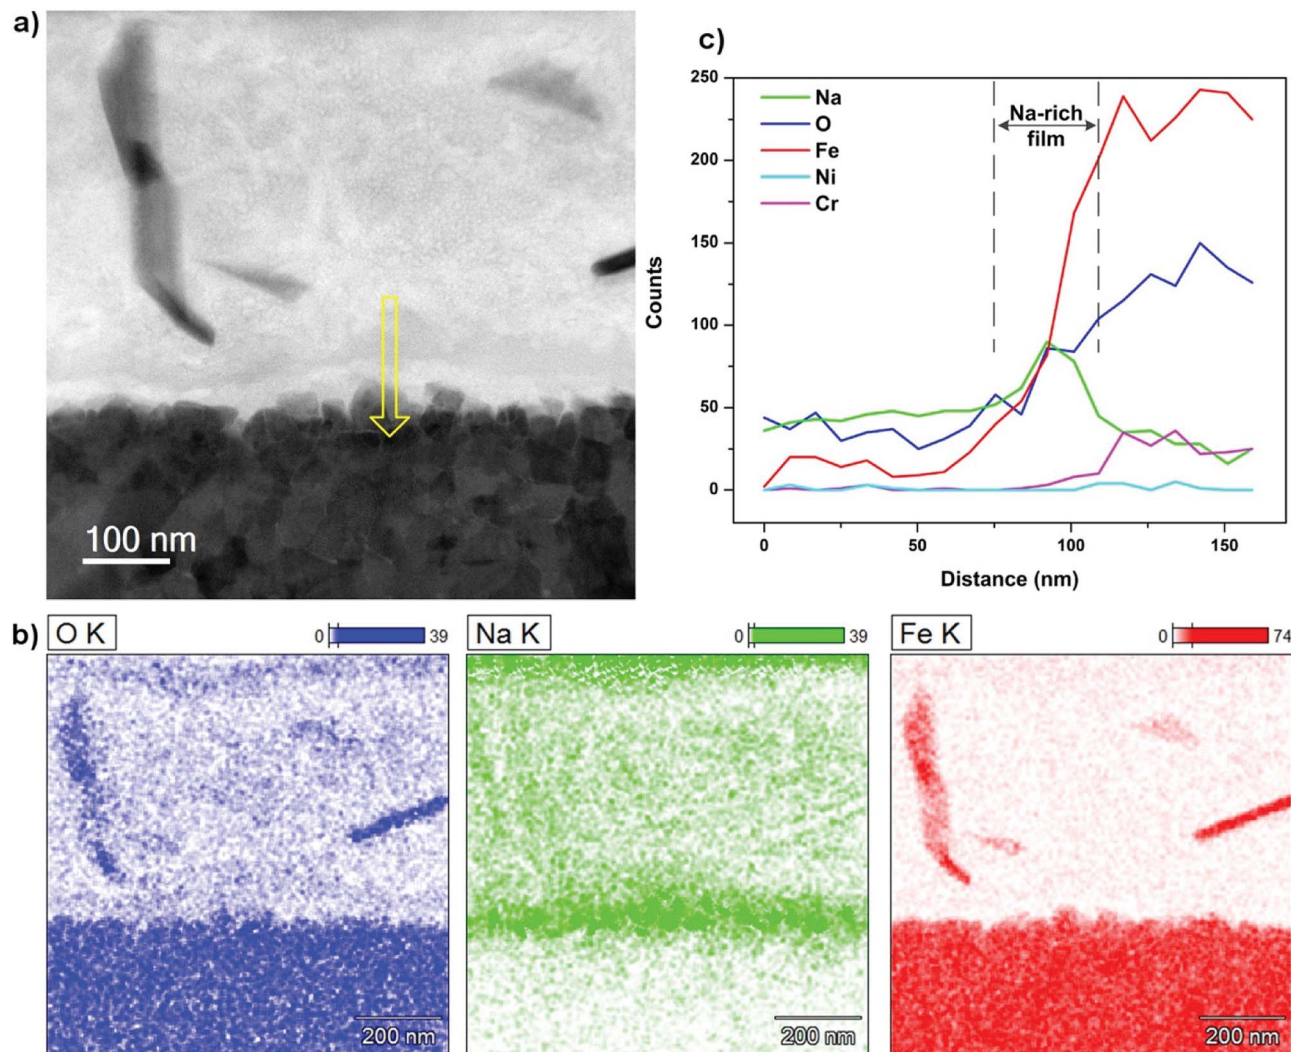 a)
100 nm
c)
Na
O
Fe
Ni
Cr
Na-rich
film
250
200
150
100
50
0
Counts
0
50
100
150
Distance (nm)
b)
O K
0
39
200 nm
Na K
0
39
200 nm
Fe K
0
74
200 nm